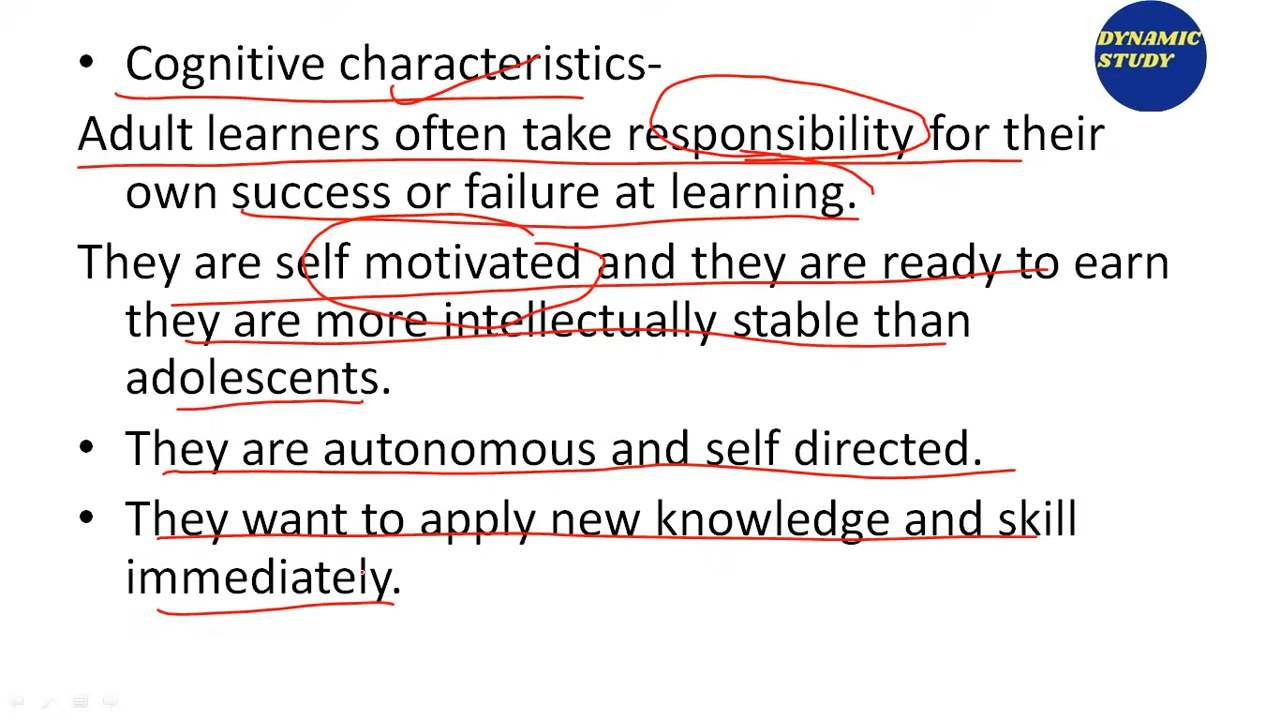 DYNAMIC
STUDY
• Cognitive characteristics-
Adult learners often take responsibility for their
own success or failure at learning.
They are self motivated and they are ready to earn
they are more intellectually stable than
adolescents.
• They are autonomous and self directed.
• They want to apply new knowledge and skill
immediately.